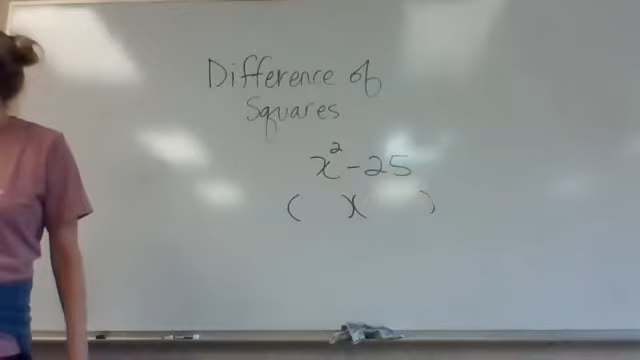 Difference of
Squares
x² - 25
( )( )